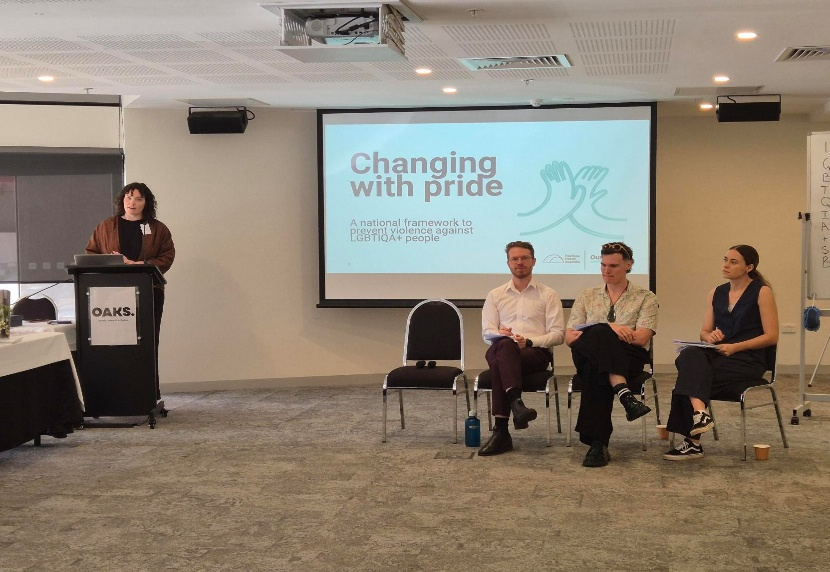 Changing
with pride
A national framework to
prevent violence against
LGBTIQA+ people
OAKS.